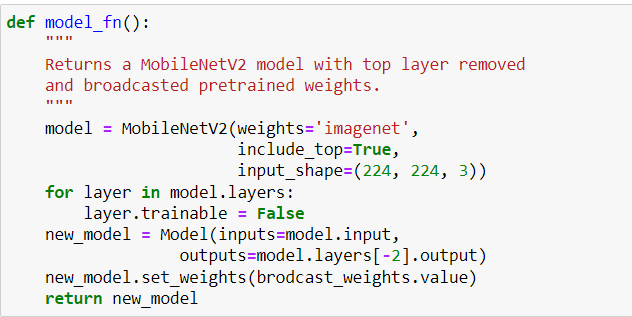 def model_fn():
    """
    Returns a MobileNetV2 model with top layer removed
    and broadcasted pretrained weights.
    """
    model = MobileNetV2(weights='imagenet',
                        include_top=True,
                        input_shape=(224, 224, 3))
    for layer in model.layers:
        layer.trainable = False
    new_model = Model(inputs=model.input,
                  outputs=model.layers[-2].output)
    new_model.set_weights(brodcast_weights.value)
    return new_model